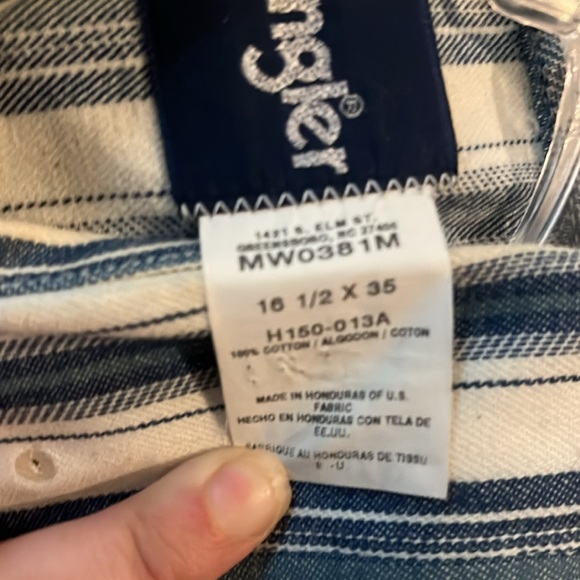 ngler®
1421 S. ELM ST.
GREENSBORO, NC 27406
MW0381M
16 1/2 X 35
H150-013A
100% COTTON / ALGODON / COTON
MADE IN HONDURAS OF U.S.
FABRIC
HECHO EN HONDURAS CON TELA DE
EE.UU.
FABRIQUE AU HONDURAS DE TISSU